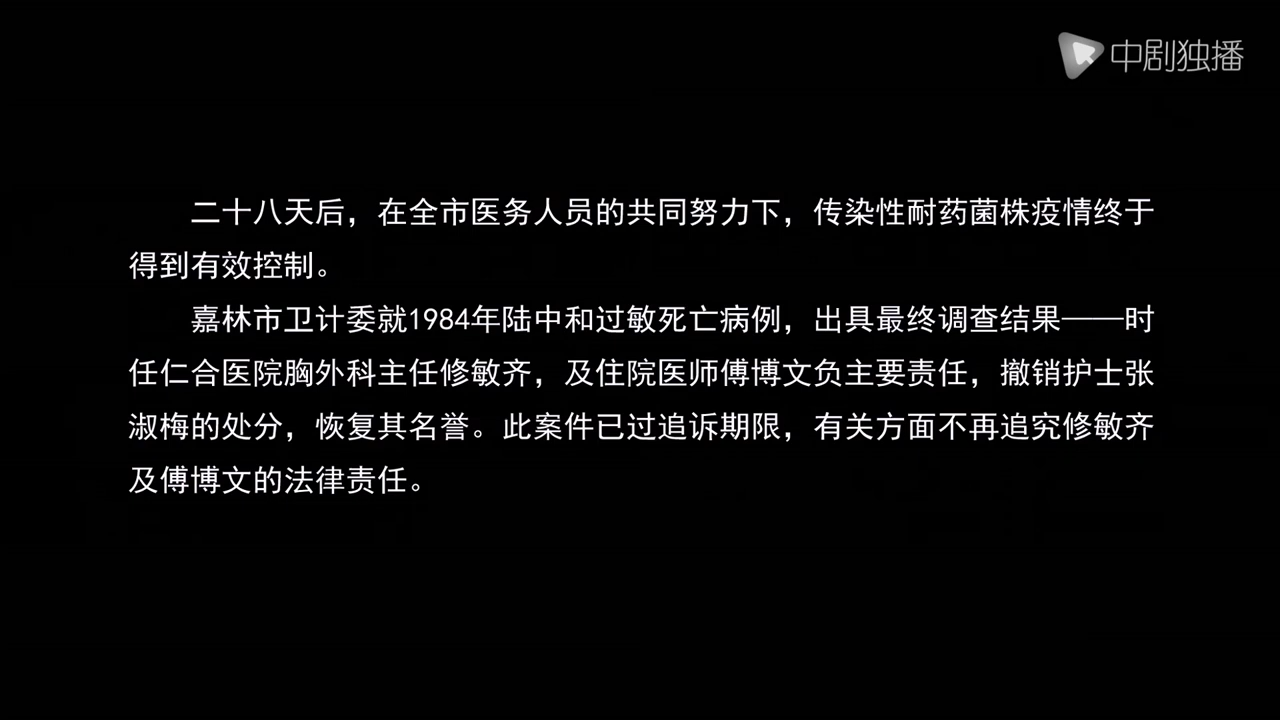 中剧独播
二十八天后，在全市医务人员的共同努力下，传染性耐药菌株疫情终于
得到有效控制。
嘉林市卫计委就1984年陆中和过敏死亡病例，出具最终调查结果——时
任仁合医院胸外科主任修敏齐，及住院医师傅博文负主要责任，撤销护士张
淑梅的处分，恢复其名誉。此案件已过追诉期限，有关方面不再追究修敏齐
及傅博文的法律责任。